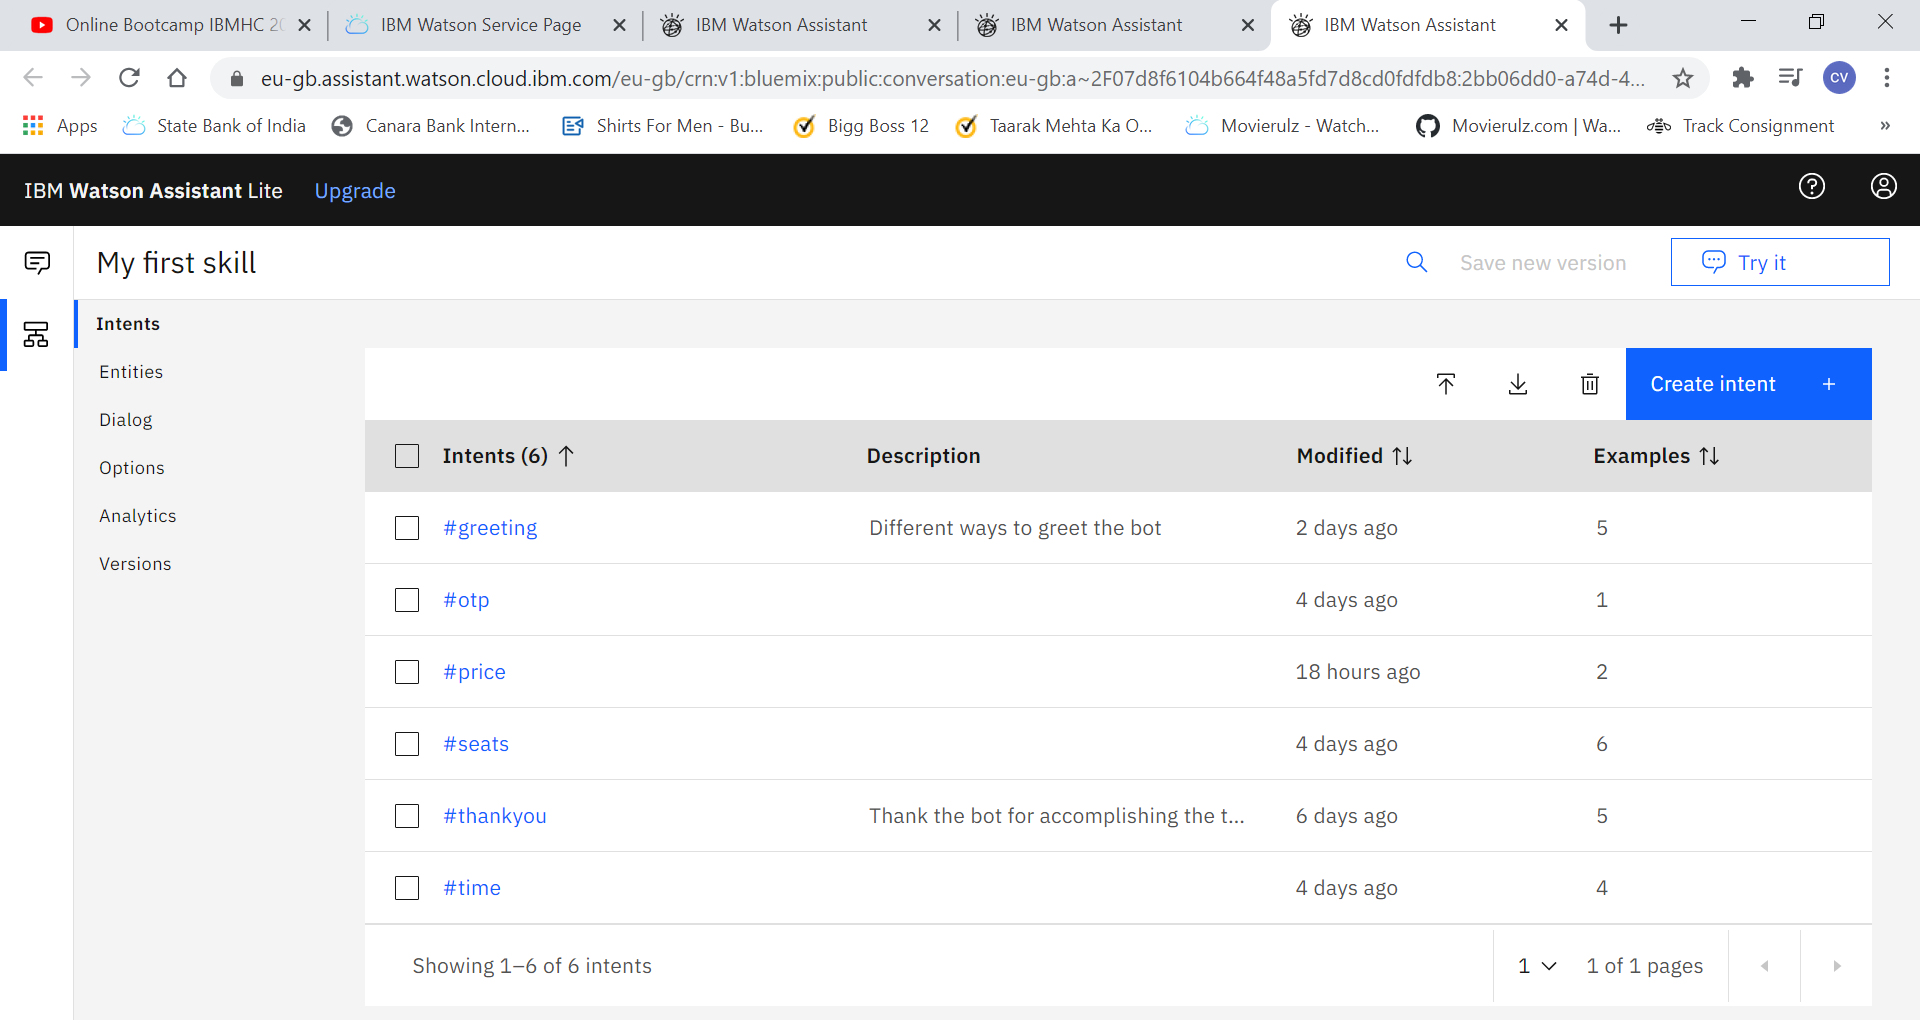 Online Bootcamp IBMHC 20
IBM Watson Service Page
IBM Watson Assistant
IBM Watson Assistant
IBM Watson Assistant
eu-gb.assistant.watson.cloud.ibm.com/eu-gb/crn:v1:bluemix:public:conversation:eu-gb:a~2F07d8f6104b664f48a5fd7d8cd0fdfdb8:2bb06dd0-a74d-4...
CV
Apps
State Bank of India
Canara Bank Intern...
Shirts For Men - Bu...
Bigg Boss 12
Taarak Mehta Ka O...
Movierulz - Watch...
Movierulz.com | Wa...
Track Consignment
»
IBM Watson Assistant Lite
Upgrade
My first skill
Save new version
Try it
Intents
Entities
Dialog
Options
Analytics
Versions
Create intent +
Intents (6) Description Modified Examples
#greeting Different ways to greet the bot 2 days ago 5
#otp 4 days ago 1
#price 18 hours ago 2
#seats 4 days ago 6
#thankyou Thank the bot for accomplishing the t... 6 days ago 5
#time 4 days ago 4
Showing 1–6 of 6 intents
1
1 of 1 pages